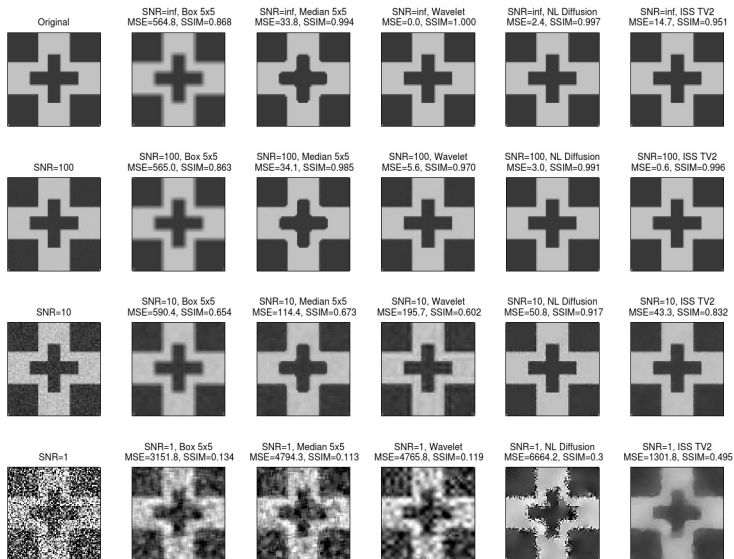 Original
SNR=inf, Box 5x5
MSE=564.8, SSIM=0.868
SNR=inf, Median 5x5
MSE=33.8, SSIM=0.994
SNR=inf, Wavelet
MSE=0.0, SSIM=1.000
SNR=inf, NL Diffusion
MSE=2.4, SSIM=0.997
SNR=inf, ISS TV2
MSE=14.7, SSIM=0.951
SNR=100
SNR=100, Box 5x5
MSE=565.0, SSIM=0.863
SNR=100, Median 5x5
MSE=34.1, SSIM=0.985
SNR=100, Wavelet
MSE=5.6, SSIM=0.970
SNR=100, NL Diffusion
MSE=3.0, SSIM=0.991
SNR=100, ISS TV2
MSE=0.6, SSIM=0.996
SNR=10
SNR=10, Box 5x5
MSE=590.4, SSIM=0.654
SNR=10, Median 5x5
MSE=114.4, SSIM=0.673
SNR=10, Wavelet
MSE=195.7, SSIM=0.602
SNR=10, NL Diffusion
MSE=50.8, SSIM=0.917
SNR=10, ISS TV2
MSE=43.3, SSIM=0.832
SNR=1
SNR=1, Box 5x5
MSE=3151.8, SSIM=0.134
SNR=1, Median 5x5
MSE=4794.3, SSIM=0.113
SNR=1, Wavelet
MSE=4765.8, SSIM=0.119
SNR=1, NL Diffusion
MSE=6664.2, SSIM=0.3
SNR=1, ISS TV2
MSE=1301.8, SSIM=0.495